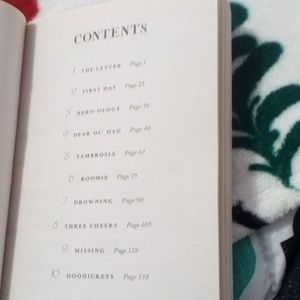 CONTENTS
1 THE LETTER Page 1
2 FIRST DAY Page 23
3 HERO-OLOGY Page 39
4 DEAR OL' DAD Page 48
5 YAMBROSIA Page 63
6 ROOMIE Page 75
7 DROWNING Page 90
8 THREE CHEERS Page 105
9 MISSING Page 118
10 DOOHICKEYS Page 138